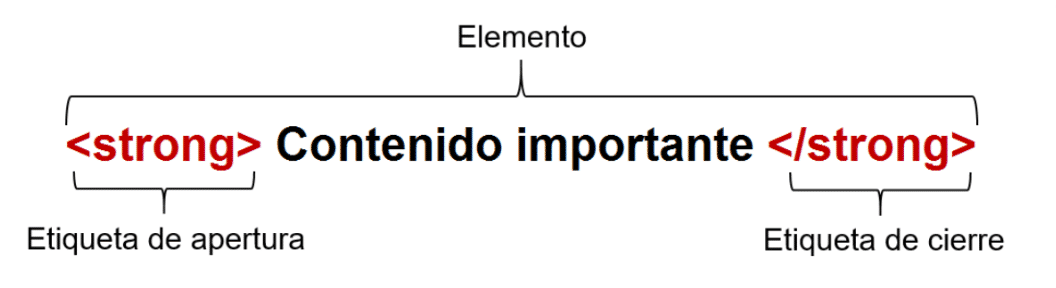 Elemento
<strong> Contenido importante </strong>
Etiqueta de apertura
Etiqueta de cierre